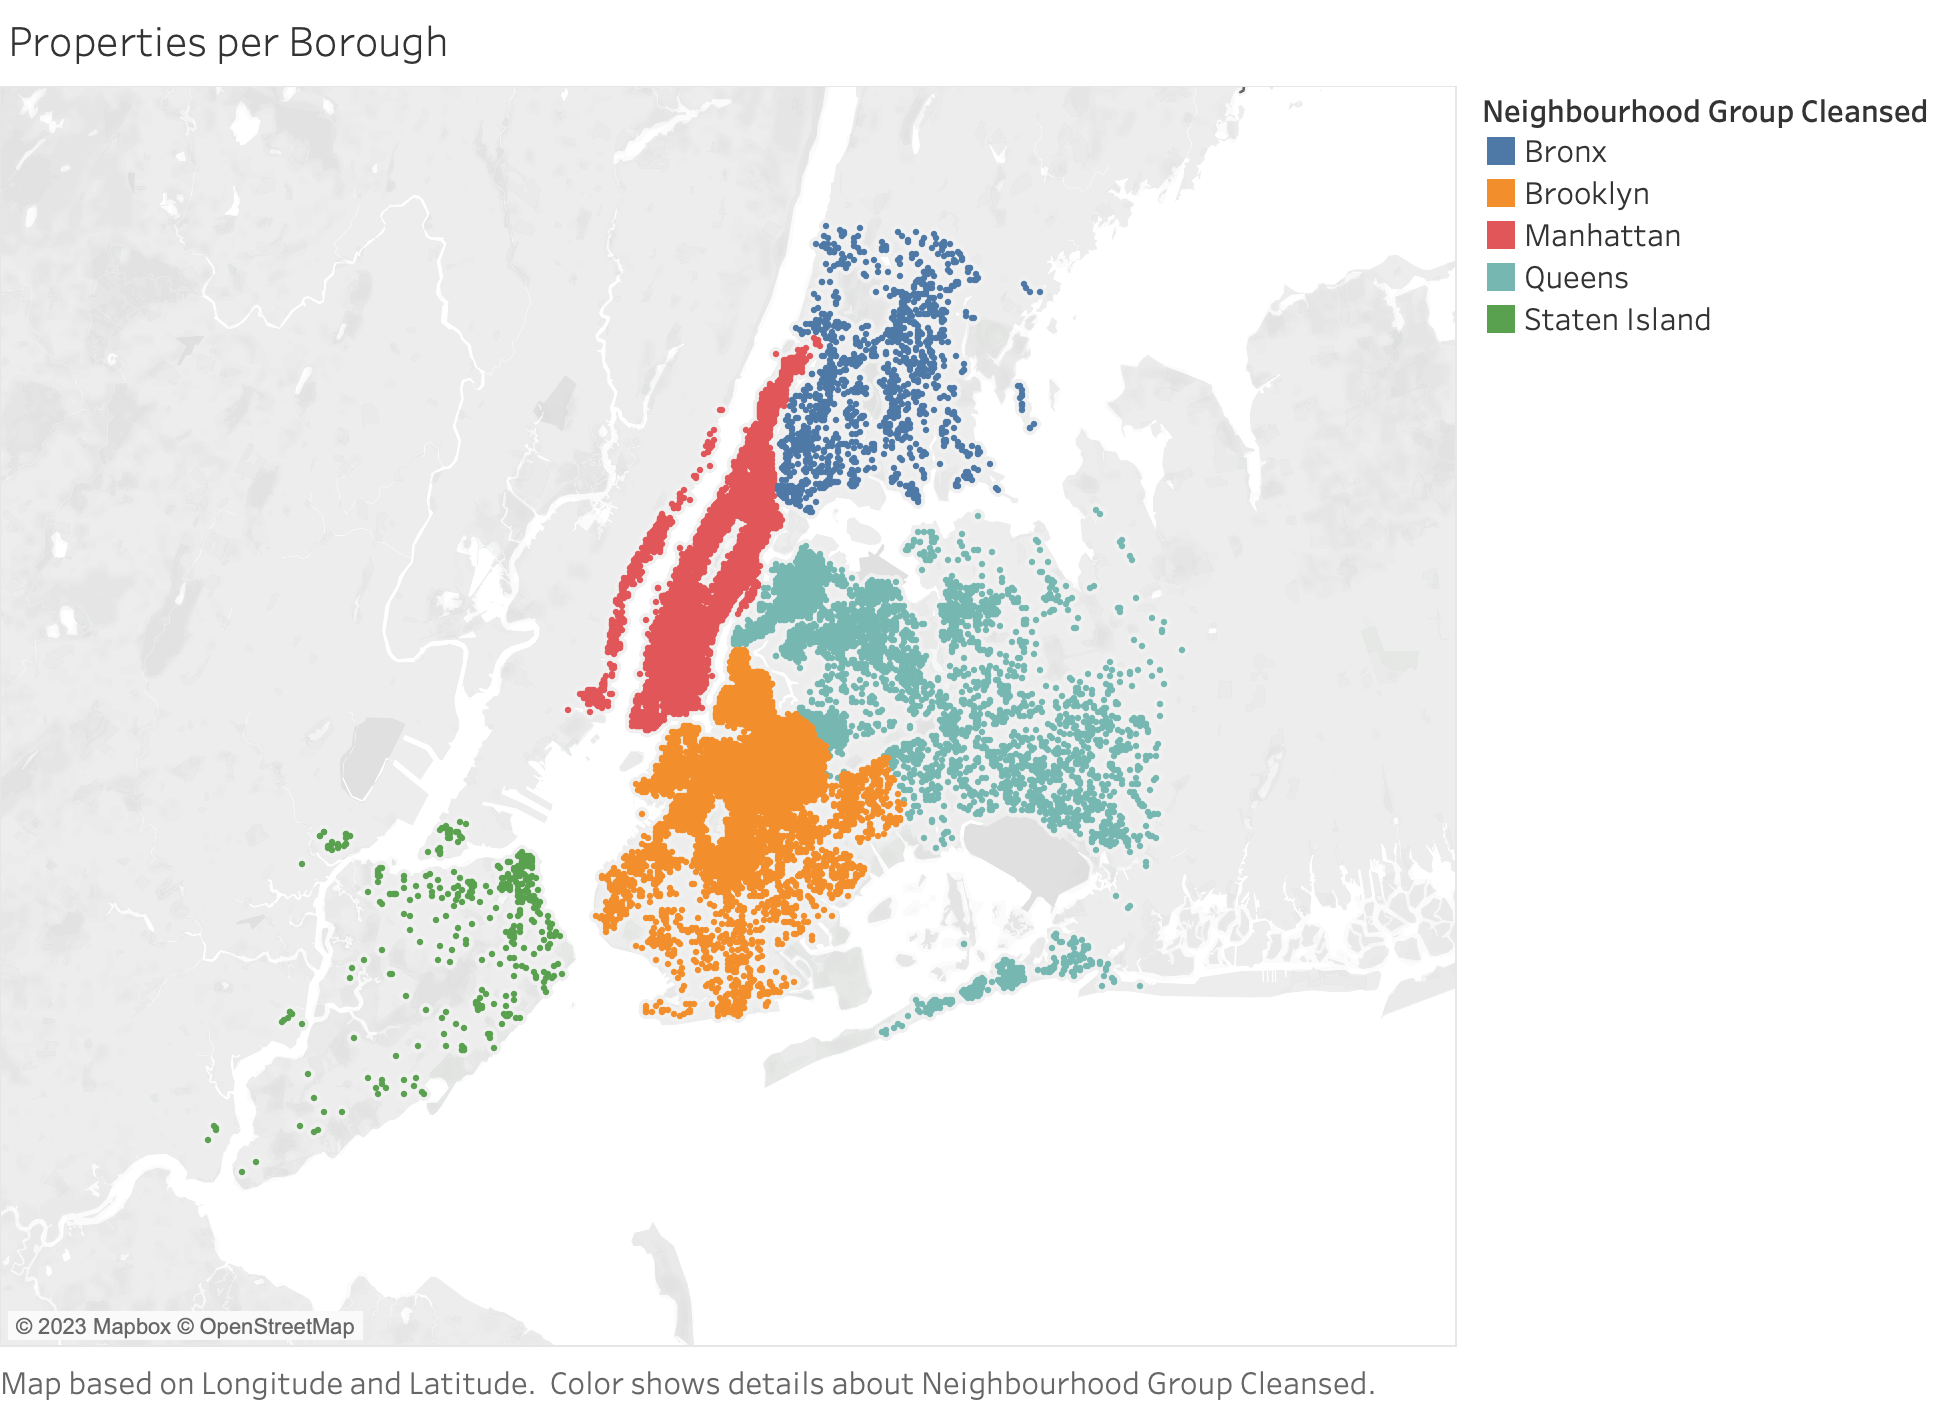 Properties per Borough
Neighbourhood Group Cleansed
Bronx
Brooklyn
Manhattan
Queens
Staten Island
© 2023 Mapbox © OpenStreetMap
Map based on Longitude and Latitude.  Color shows details about Neighbourhood Group Cleansed.